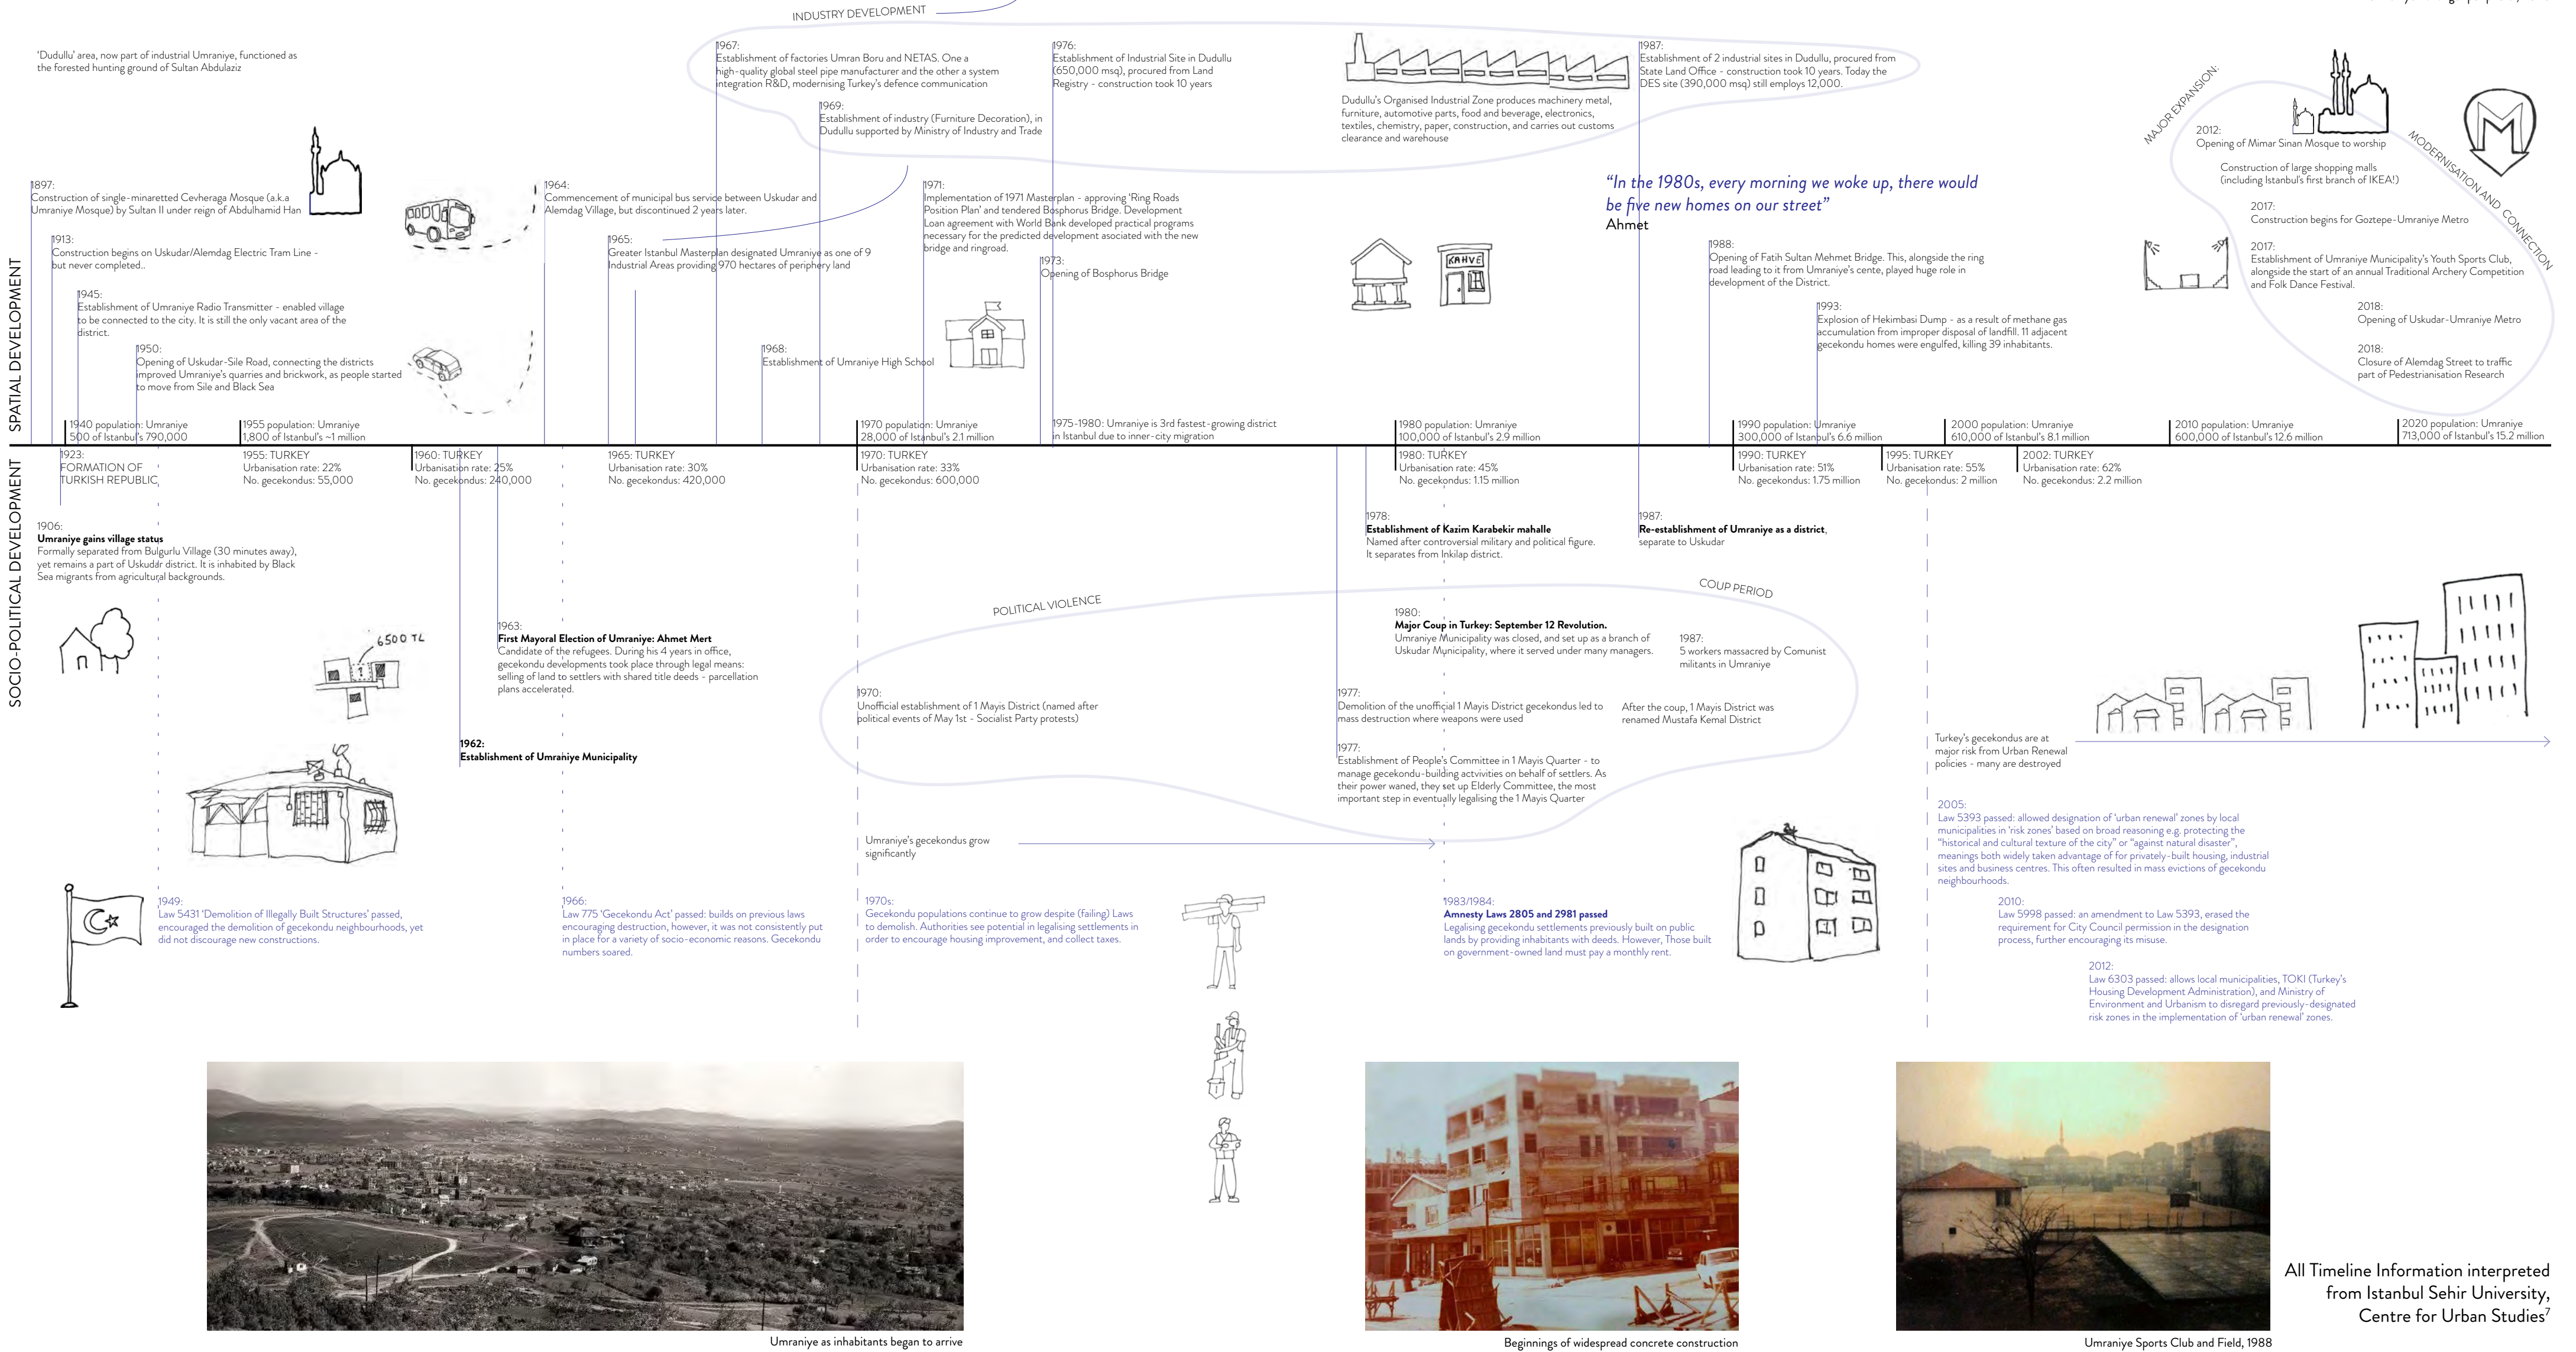 INDUSTRY DEVELOPMENT
'Dudullu' area, now part of industrial Umraniye, functioned as
the forested hunting ground of Sultan Abdulaziz
1967:
Establishment of factories Umran Boru and NETAS. One a
high-quality global steel pipe manufacturer and the other a system
integration R&D, modernising Turkey's defence communication
1969:
Establishment of industry (Furniture Decoration), in
Dudullu supported by Ministry of Industry and Trade
1976:
Establishment of Industrial Site in Dudullu
(650,000 msq), procured from Land
Registry - construction took 10 years
Dudullu's Organised Industrial Zone produces machinery metal,
furniture, automotive parts, food and beverage, electronics,
textiles, chemistry, paper, construction, and carries out customs
clearance and warehouse
1987:
Establishment of 2 industrial sites in Dudullu, procured from
State Land Office - construction took 10 years. Today the
DES site (390,000 msq) still employs 12,000.
MAJOR EXPANSION:
MODERNISATION AND CONNECTION
2012:
Opening of Mimar Sinan Mosque to worship
Construction of large shopping malls
(including Istanbul's first branch of IKEA!)
2017:
Construction begins for Goztepe-Umraniye Metro
2017:
Establishment of Umraniye Municipality's Youth Sports Club,
alongside the start of an annual Traditional Archery Competition
and Folk Dance Festival.
2018:
Opening of Uskudar-Umraniye Metro
2018:
Closure of Alemdag Street to traffic
part of Pedestrianisation Research
M
SPATIAL DEVELOPMENT
1897:
Construction of single-minaretted Cevheraga Mosque (a.k.a
Umraniye Mosque) by Sultan II under reign of Abdulhamid Han
1913:
Construction begins on Uskudar/Alemdag Electric Tram Line -
but never completed..
1945:
Establishment of Umraniye Radio Transmitter - enabled village
to be connected to the city. It is still the only vacant area of the
district.
1950:
Opening of Uskudar-Sile Road, connecting the districts
improved Umraniye's quarries and brickwork, as people started
to move from Sile and Black Sea
1964:
Commencement of municipal bus service between Uskudar and
Alemdag Village, but discontinued 2 years later.
1965:
Greater Istanbul Masterplan designated Umraniye as one of 9
Industrial Areas providing 970 hectares of periphery land
1968:
Establishment of Umraniye High School
1971:
Implementation of 1971 Masterplan - approving 'Ring Roads
Position Plan' and tendered Bosphorus Bridge. Development
Loan agreement with World Bank developed practical programs
necessary for the predicted development asociated with the new
bridge and ringroad.
1973:
Opening of Bosphorus Bridge
KAHVE
"In the 1980s, every morning we woke up, there would
be five new homes on our street"
Ahmet
1988:
Opening of Fatih Sultan Mehmet Bridge. This, alongside the ring
road leading to it from Umraniye's cente, played huge role in
development of the District.
1993:
Explosion of Hekimbasi Dump - as a result of methane gas
accumulation from improper disposal of landfill. 11 adjacent
gecekondu homes were engulfed, killing 39 inhabitants.
1940 population: Umraniye
500 of Istanbul's 790,000
1955 population: Umraniye
1,800 of Istanbul's ~1 million
1970 population: Umraniye
28,000 of Istanbul's 2.1 million
1975-1980: Umraniye is 3rd fastest-growing district
in Istanbul due to inner-city migration
1980 population: Umraniye
100,000 of Istanbul's 2.9 million
1990 population: Umraniye
300,000 of Istanbul's 6.6 million
2000 population: Umraniye
610,000 of Istanbul's 8.1 million
2010 population: Umraniye
600,000 of Istanbul's 12.6 million
2020 population: Umraniye
713,000 of Istanbul's 15.2 million
SOCIO-POLITICAL DEVELOPMENT
1923:
FORMATION OF
TURKISH REPUBLIC
1955: TURKEY
Urbanisation rate: 22%
No. gecekondus: 55,000
1960: TURKEY
Urbanisation rate: 25%
No. gecekondus: 240,000
1965: TURKEY
Urbanisation rate: 30%
No. gecekondus: 420,000
1970: TURKEY
Urbanisation rate: 33%
No. gecekondus: 600,000
1980: TURKEY
Urbanisation rate: 45%
No. gecekondus: 1.15 million
1990: TURKEY
Urbanisation rate: 51%
No. gecekondus: 1.75 million
1995: TURKEY
Urbanisation rate: 55%
No. gecekondus: 2 million
2002: TURKEY
Urbanisation rate: 62%
No. gecekondus: 2.2 million
1906:
Umraniye gains village status
Formally separated from Bulgurlu Village (30 minutes away),
yet remains a part of Uskudar district. It is inhabited by Black
Sea migrants from agricultural backgrounds.
6500 TL
1963:
First Mayoral Election of Umraniye: Ahmet Mert
Candidate of the refugees. During his 4 years in office,
gecekondu developments took place through legal means:
selling of land to settlers with shared title deeds - parcellation
plans accelerated.
1962:
Establishment of Umraniye Municipality
1978:
Establishment of Kazim Karabekir mahalle
Named after controversial military and political figure.
It separates from Inkilap district.
1987:
Re-establishment of Umraniye as a district,
separate to Uskudar
POLITICAL VIOLENCE
COUP PERIOD
1980:
Major Coup in Turkey: September 12 Revolution.
Umraniye Municipality was closed, and set up as a branch of
Uskudar Municipality, where it served under many managers.
1987:
5 workers massacred by Comunist
militants in Umraniye
1970:
Unofficial establishment of 1 Mayis District (named after
political events of May 1st - Socialist Party protests)
1977:
Demolition of the unofficial 1 Mayis District gecekondus led to
mass destruction where weapons were used
After the coup, 1 Mayis District was
renamed Mustafa Kemal District
1977:
Establishment of People's Committee in 1 Mayis Quarter - to
manage gecekondu-building actvivities on behalf of settlers. As
their power waned, they set up Elderly Committee, the most
important step in eventually legalising the 1 Mayis Quarter
Umraniye's gecekondus grow
significantly
Turkey's gecekondus are at
major risk from Urban Renewal
policies - many are destroyed
1949:
Law 5431 'Demolition of Illegally Built Structures' passed,
encouraged the demolition of gecekondu neighbourhoods, yet
did not discourage new constructions.
1966:
Law 775 'Gecekondu Act' passed: builds on previous laws
encouraging destruction, however, it was not consistently put
in place for a variety of socio-economic reasons. Gecekondu
numbers soared.
1970s:
Gecekondu populations continue to grow despite (failing) Laws
to demolish. Authorities see potential in legalising settlements in
order to encourage housing improvement, and collect taxes.
1983/1984:
Amnesty Laws 2805 and 2981 passed
Legalising gecekondu settlements previously built on public
lands by providing inhabitants with deeds. However, Those built
on government-owned land must pay a monthly rent.
2005:
Law 5393 passed: allowed designation of 'urban renewal' zones by local
municipalities in 'risk zones' based on broad reasoning e.g. protecting the
"historical and cultural texture of the city" or "against natural disaster",
meanings both widely taken advantage of for privately-built housing, industrial
sites and business centres. This often resulted in mass evictions of gecekondu
neighbourhoods.
2010:
Law 5998 passed: an amendment to Law 5393, erased the
requirement for City Council permission in the designation
process, further encouraging its misuse.
2012:
Law 6303 passed: allows local municipalities, TOKI (Turkey's
Housing Development Administration), and Ministry of
Environment and Urbanism to disregard previously-designated
risk zones in the implementation of 'urban renewal' zones.
Umraniye as inhabitants began to arrive
Beginnings of widespread concrete construction
Umraniye Sports Club and Field, 1988
All Timeline Information interpreted
from Istanbul Sehir University,
Centre for Urban Studies⁷